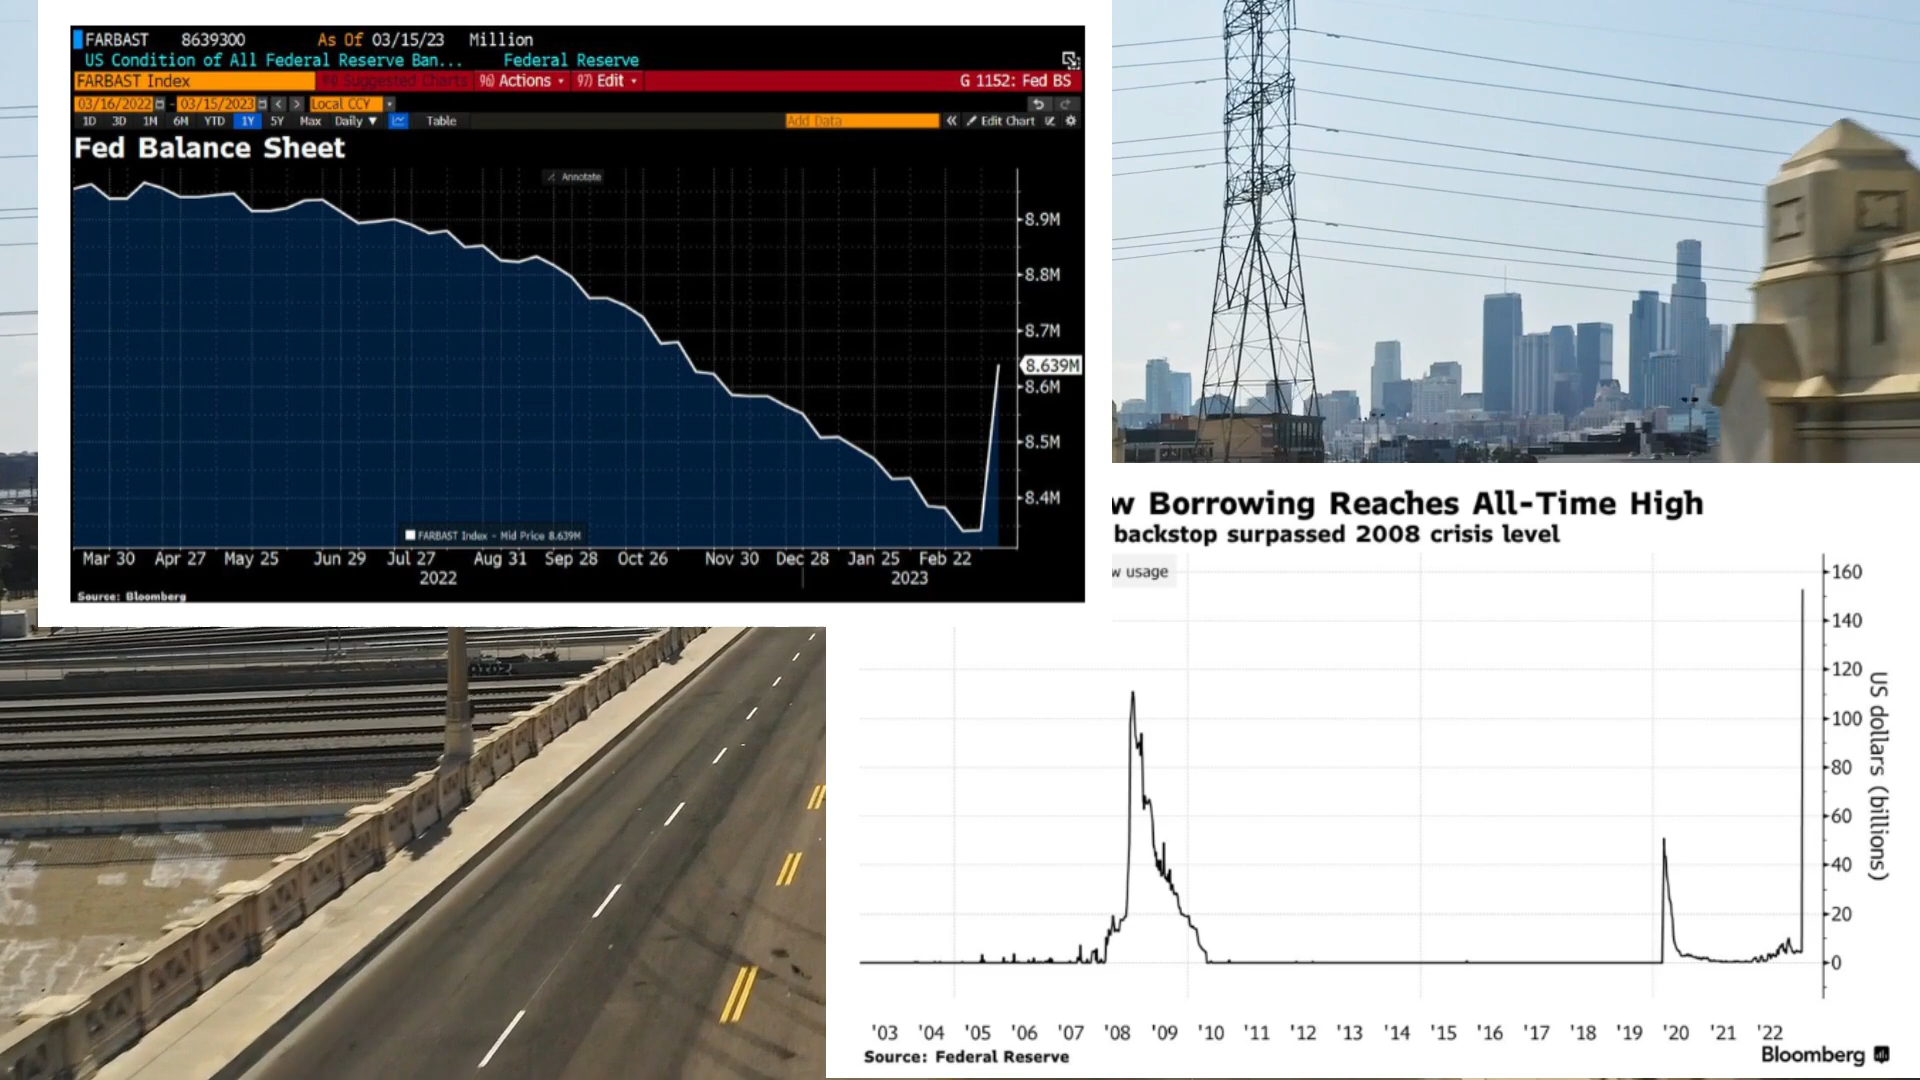 FARBAST 8639300 As Of 03/15/23 Million
US Condition of All Federal Reserve Ban... Federal Reserve
FARBAST Index 94) Suggested Charts 96) Actions 97) Edit G 1152: Fed BS
03/16/2022 - 03/15/2023 < > Local CCY
1D 3D 1M 6M YTD 1Y 5Y Max Daily ▼ Table Add Data « Edit Chart
Fed Balance Sheet
Annotate
8.9M
8.8M
8.7M
8.639M
8.6M
8.5M
8.4M
FARBAST Index - Mid Price 8.639M
Mar 30 Apr 27 May 25 Jun 29 Jul 27 Aug 31 Sep 28 Oct 26 Nov 30 Dec 28 Jan 25 Feb 22
2022 2023
Source: Bloomberg
w Borrowing Reaches All-Time High
backstop surpassed 2008 crisis level
w usage
160
140
120
100
80
60
40
20
0
US dollars (billions)
'03 '04 '05 '06 '07 '08 '09 '10 '11 '12 '13 '14 '15 '16 '17 '18 '19 '20 '21 '22
Source: Federal Reserve
Bloomberg